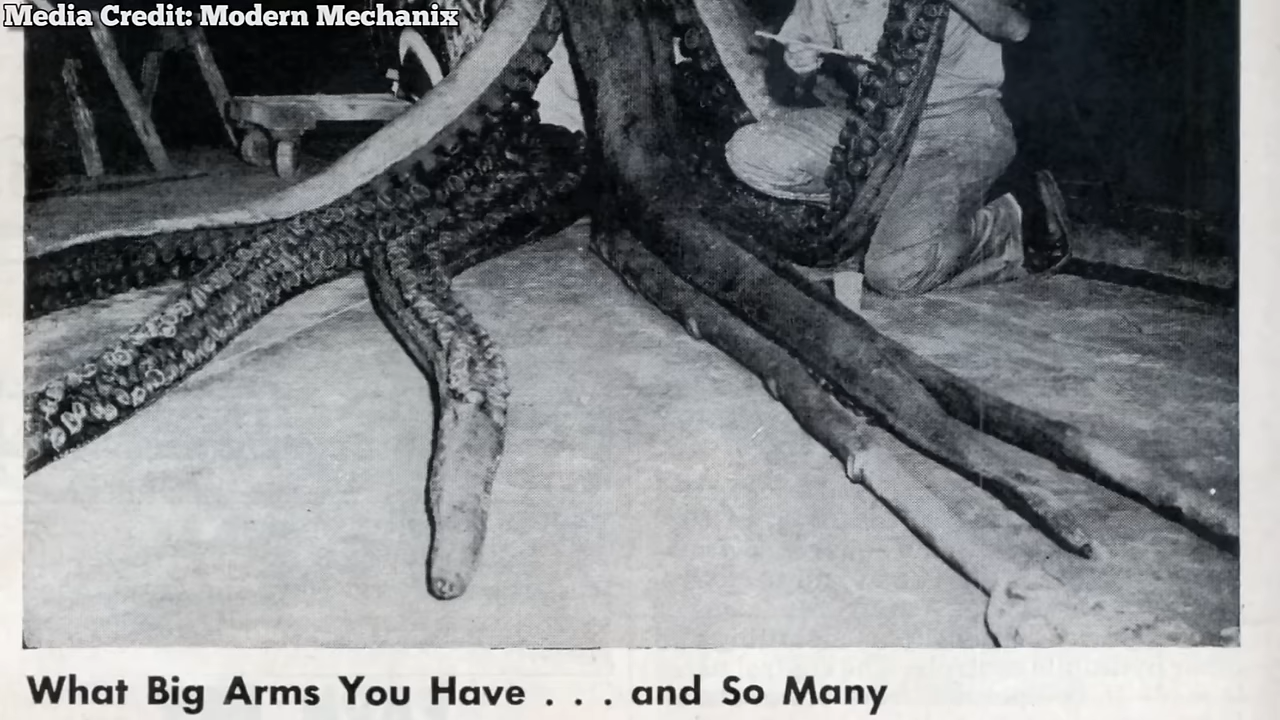 Media Credit: Modern Mechanix
What Big Arms You Have . . . and So Many